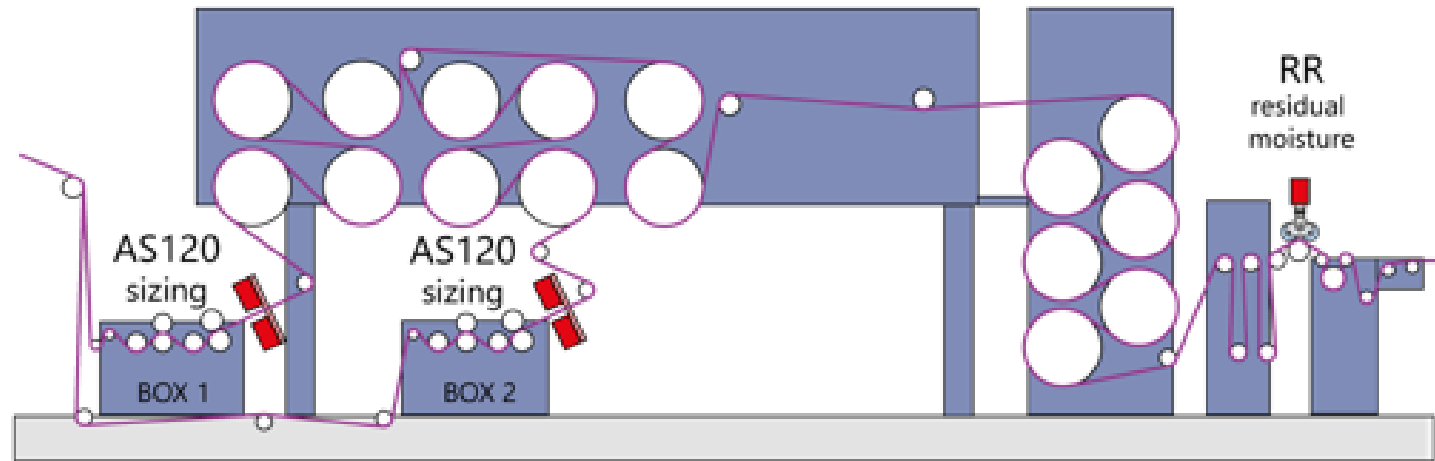 AS120
sizing
BOX 1
AS120
sizing
BOX 2
RR
residual
moisture